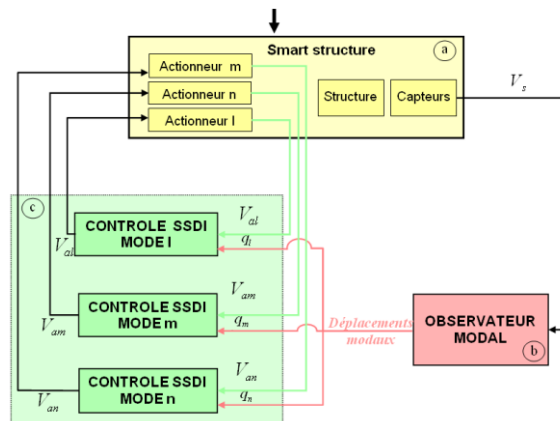 Smart structure
a
Actionneur m
Actionneur n
Actionneur l
Structure
Capteurs
V_s
c
CONTROLE SSDI
MODE l
V_al
q_l
V_al
CONTROLE SSDI
MODE m
V_am
q_m
V_am
CONTROLE SSDI
MODE n
V_an
q_n
V_an
Déplacements
modaux
OBSERVATEUR
MODAL
b